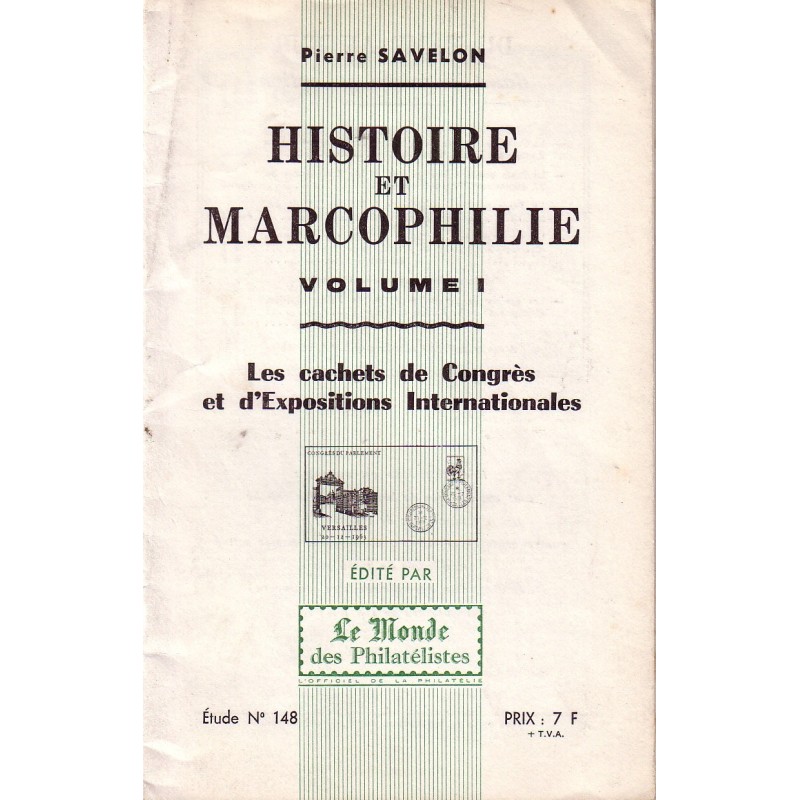 Pierre SAVELON
HISTOIRE
ET
MARCOPHILIE
VOLUME I
Les cachets de Congrès
et d'Expositions Internationales
CONGRÈS DU PARLEMENT
VERSAILLES
ÉDITÉ PAR
Le Monde
des Philatélistes
L'OFFICIEL DE LA PHILATÉLIE
Étude N° 148
PRIX : 7 F
+ T.V.A.